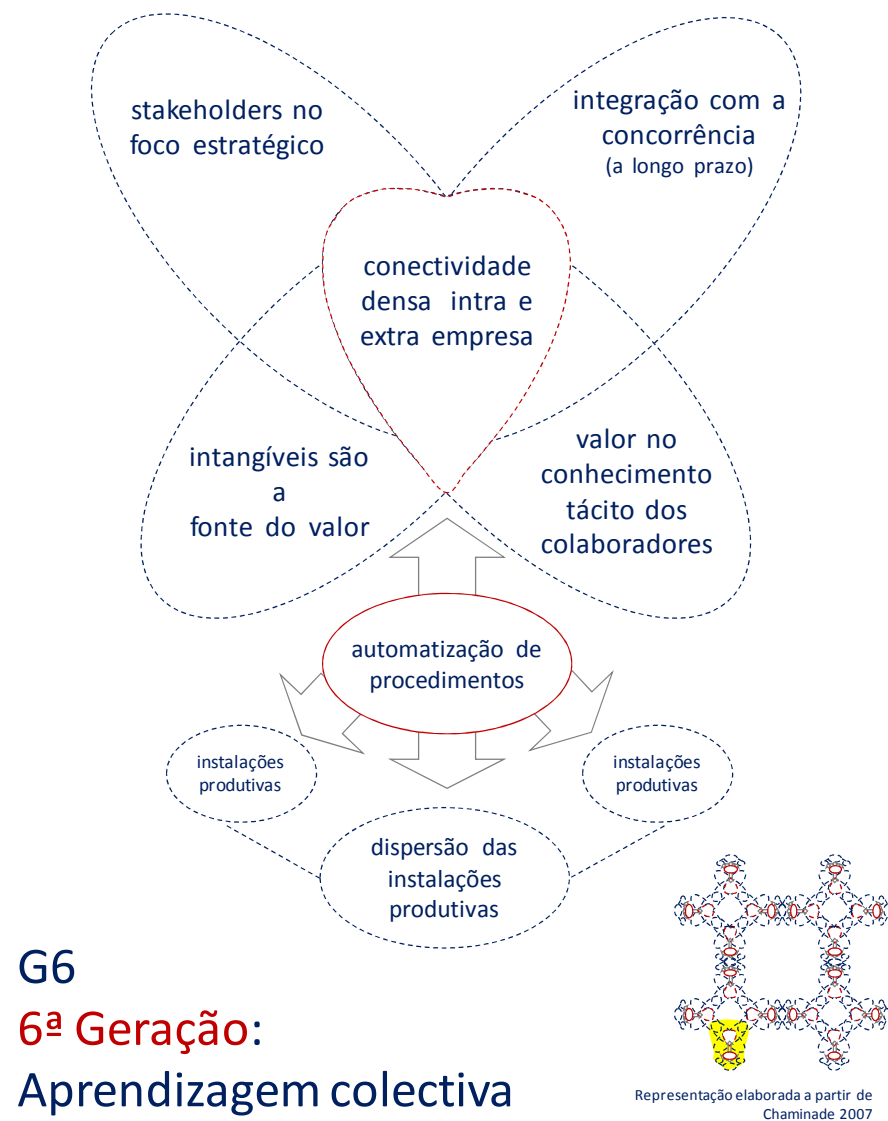 stakeholders no
foco estratégico
integração com a
concorrência
(a longo prazo)
conectividade
densa intra e
extra empresa
intangíveis são
a
fonte do valor
valor no
conhecimento
tácito dos
colaboradores
automatização de
procedimentos
instalações
produtivas
instalações
produtivas
dispersão das
instalações
produtivas
G6
6ª Geração:
Aprendizagem colectiva
Representação elaborada a partir de
Chaminade 2007